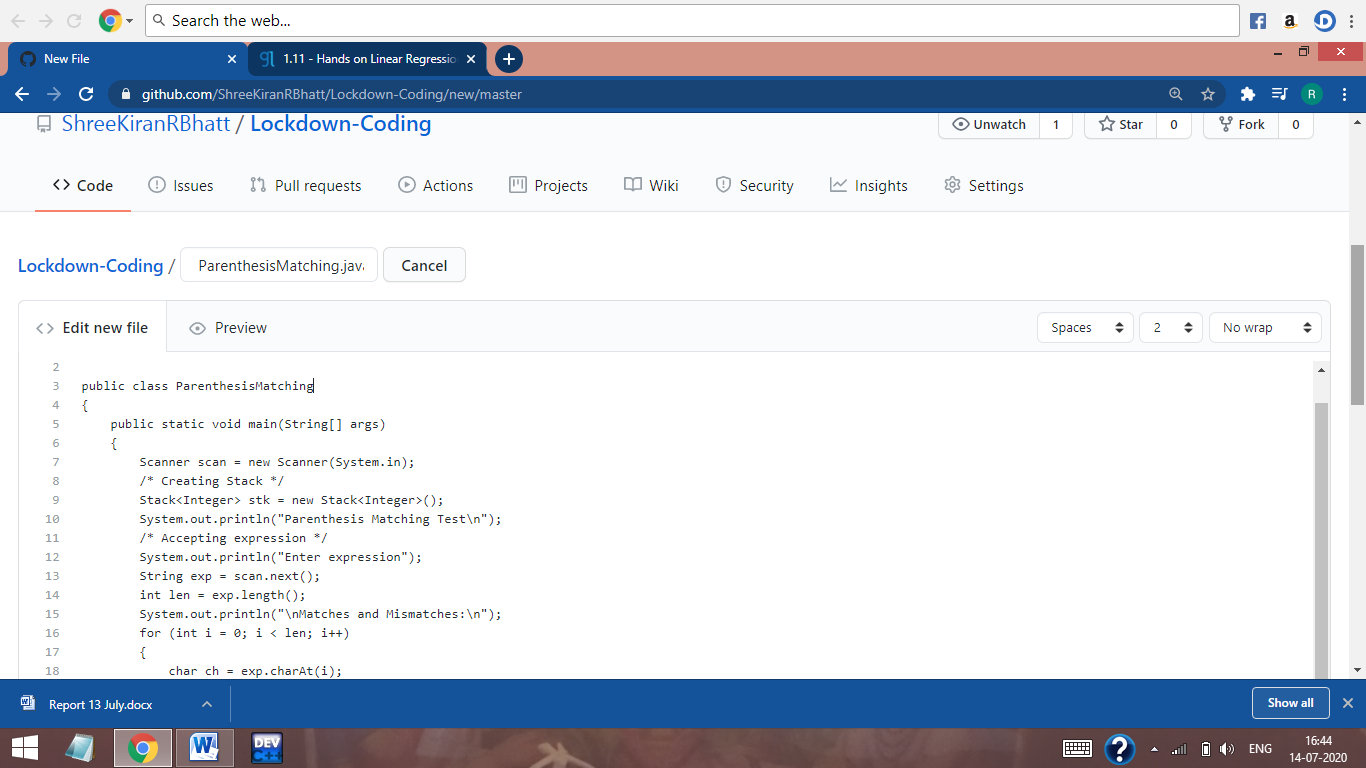 Search the web...
New File
1.11 - Hands on Linear Regressio
github.com/ShreeKiranRBhatt/Lockdown-Coding/new/master
R
ShreeKiranRBhatt / Lockdown-Coding
Unwatch 1 Star 0 Fork 0
Code Issues Pull requests Actions Projects Wiki Security Insights Settings
Lockdown-Coding / ParenthesisMatching.java Cancel
Edit new file Preview Spaces 2 No wrap
2
3 public class ParenthesisMatching
4 {
5 public static void main(String[] args)
6 {
7 Scanner scan = new Scanner(System.in);
8 /* Creating Stack */
9 Stack<Integer> stk = new Stack<Integer>();
10 System.out.println("Parenthesis Matching Test\n");
11 /* Accepting expression */
12 System.out.println("Enter expression");
13 String exp = scan.next();
14 int len = exp.length();
15 System.out.println("\nMatches and Mismatches:\n");
16 for (int i = 0; i < len; i++)
17 {
18 char ch = exp.charAt(i);
Report 13 July.docx Show all
DEV C++ ENG 16:44
14-07-2020